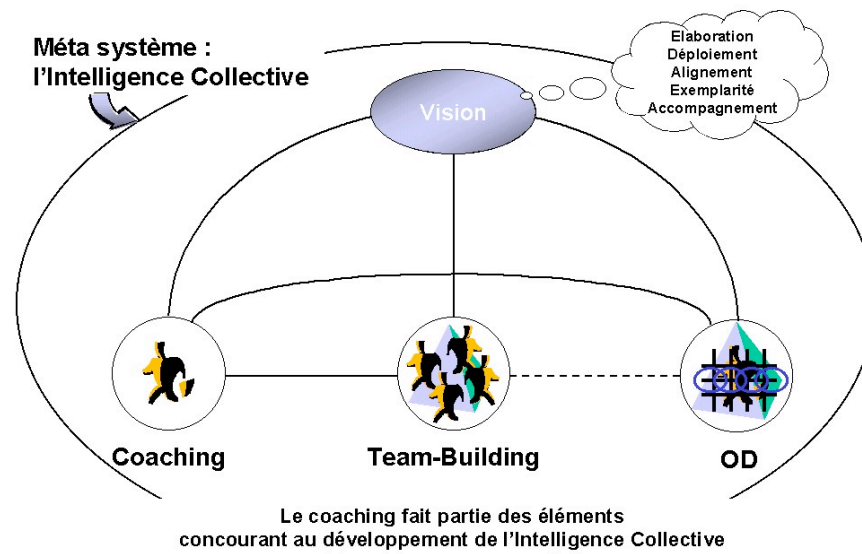 Méta système :
l'Intelligence Collective
Elaboration
Déploiement
Alignement
Exemplarité
Accompagnement
Vision
Coaching
Team-Building
OD
Le coaching fait partie des éléments
concourant au développement de l'Intelligence Collective